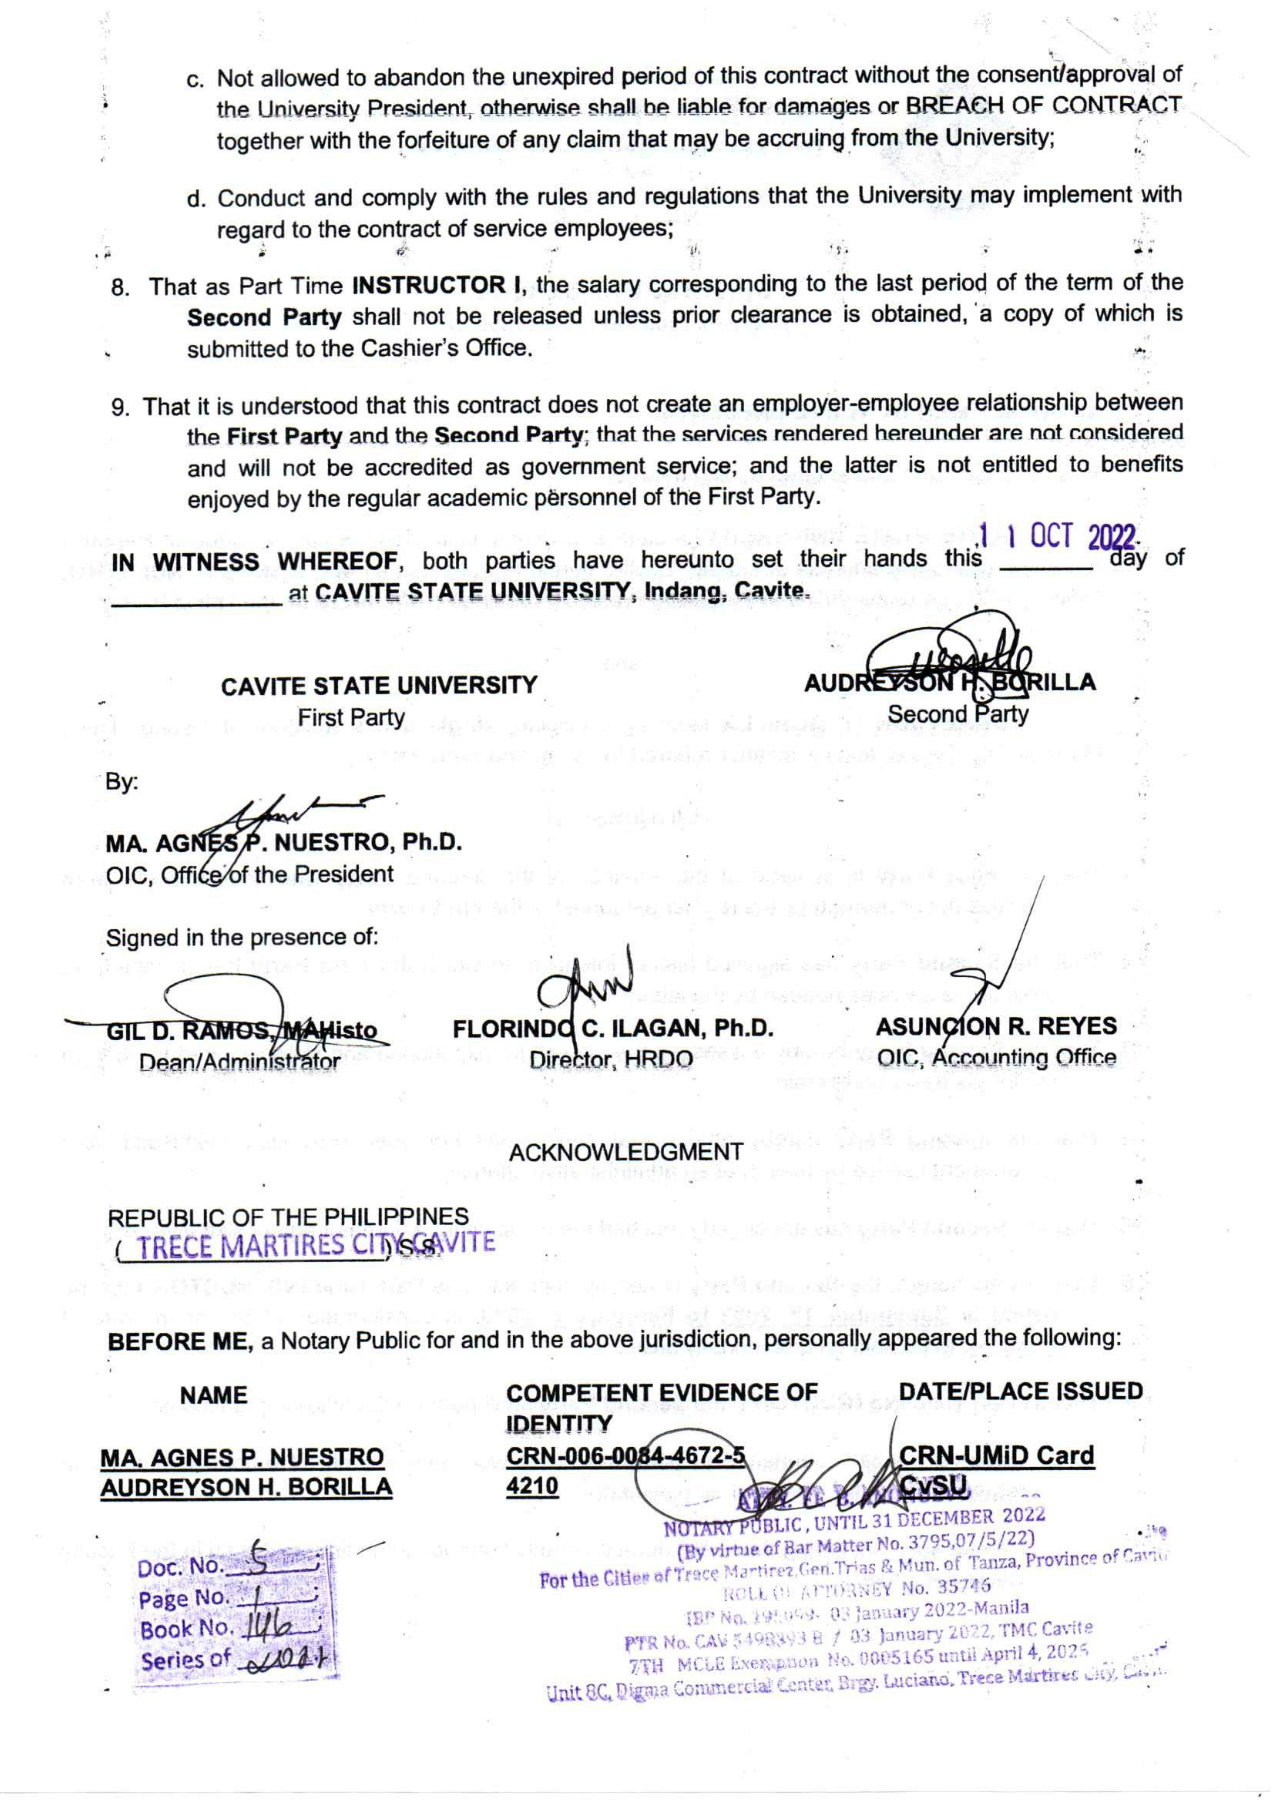 c. Not allowed to abandon the unexpired period of this contract without the consent/approval of
the University President, otherwise shall be liable for damages or BREACH OF CONTRACT
together with the forfeiture of any claim that may be accruing from the University;
d. Conduct and comply with the rules and regulations that the University may implement with
regard to the contract of service employees;
8. That as Part Time INSTRUCTOR I, the salary corresponding to the last period of the term of the
Second Party shall not be released unless prior clearance is obtained, a copy of which is
submitted to the Cashier's Office.
9. That it is understood that this contract does not create an employer-employee relationship between
the First Party and the Second Party; that the services rendered hereunder are not considered
and will not be accredited as government service; and the latter is not entitled to benefits
enjoyed by the regular academic personnel of the First Party.
11 OCT 2022
IN WITNESS WHEREOF, both parties have hereunto set their hands this ______ day of
____________ at CAVITE STATE UNIVERSITY, Indang, Cavite.
CAVITE STATE UNIVERSITY
First Party
AUDREYSON H. BORILLA
Second Party
By:
MA. AGNES P. NUESTRO, Ph.D.
OIC, Office of the President
Signed in the presence of:
GIL D. RAMOS, MAHisto
Dean/Administrator
FLORINDO C. ILAGAN, Ph.D.
Director, HRDO
ASUNCION R. REYES
OIC, Accounting Office
ACKNOWLEDGMENT
REPUBLIC OF THE PHILIPPINES
( TRECE MARTIRES CITY CAVITE )S.S.
BEFORE ME, a Notary Public for and in the above jurisdiction, personally appeared the following:
NAME COMPETENT EVIDENCE OF IDENTITY DATE/PLACE ISSUED
MA. AGNES P. NUESTRO CRN-006-0084-4672-5 CRN-UMiD Card
AUDREYSON H. BORILLA 4210 CvSU
NOTARY PUBLIC, UNTIL 31 DECEMBER 2022
(By virtue of Bar Matter No. 3795,07/5/22)
For the Cities of Trece Martirez,Gen.Trias & Mun. of Tanza, Province of Cavite
ROLL OF ATTORNEY No. 35746
IBP No. 03 January 2022-Manila
PTR No. CAV / 03 January 2022, TMC Cavite
7TH MCLE Exemption No. 0005165 until April 4, 2025
Unit 8C, Digma Commercial Center, Brgy. Luciano, Trece Martires City,
Doc. No. 5
Page No. 1
Book No. 146
Series of 2022